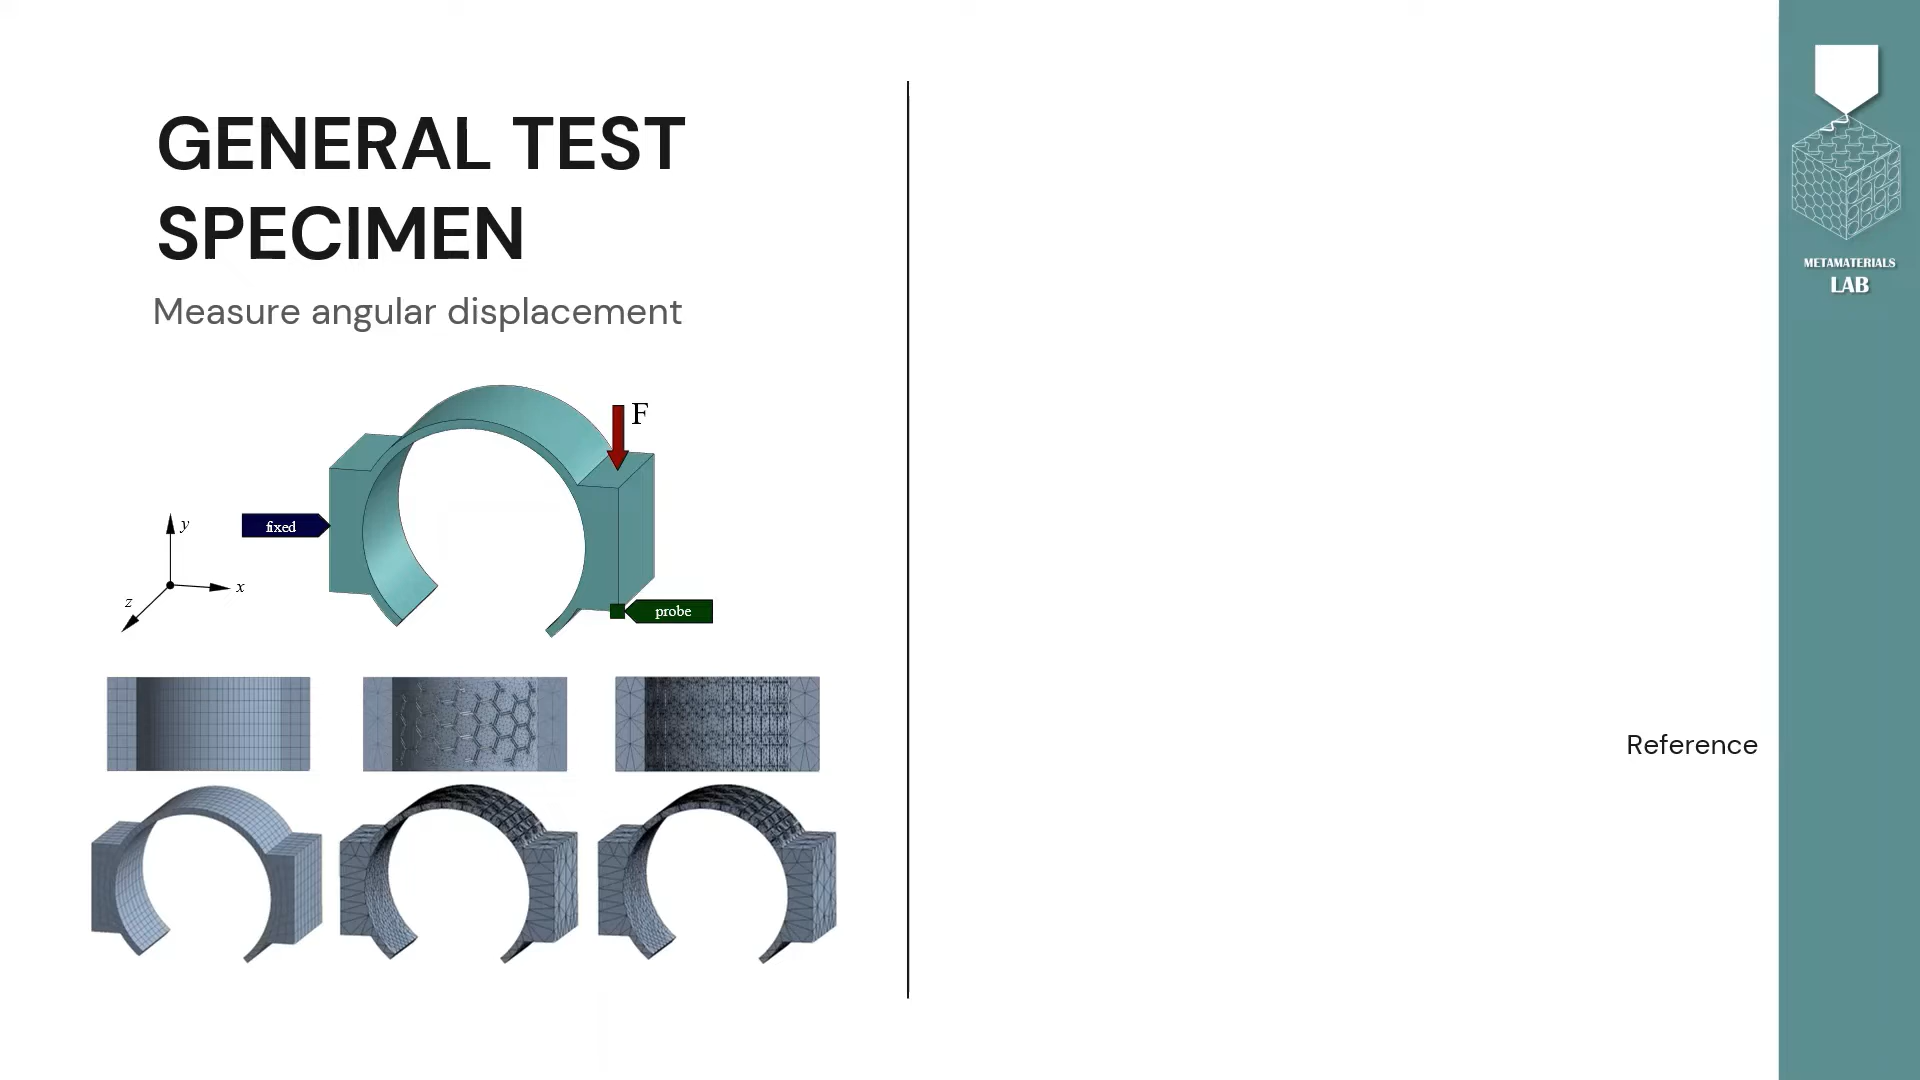 GENERAL TEST
SPECIMEN
Measure angular displacement
F
fixed
y
x
z
probe
Reference
METAMATERIALS
LAB